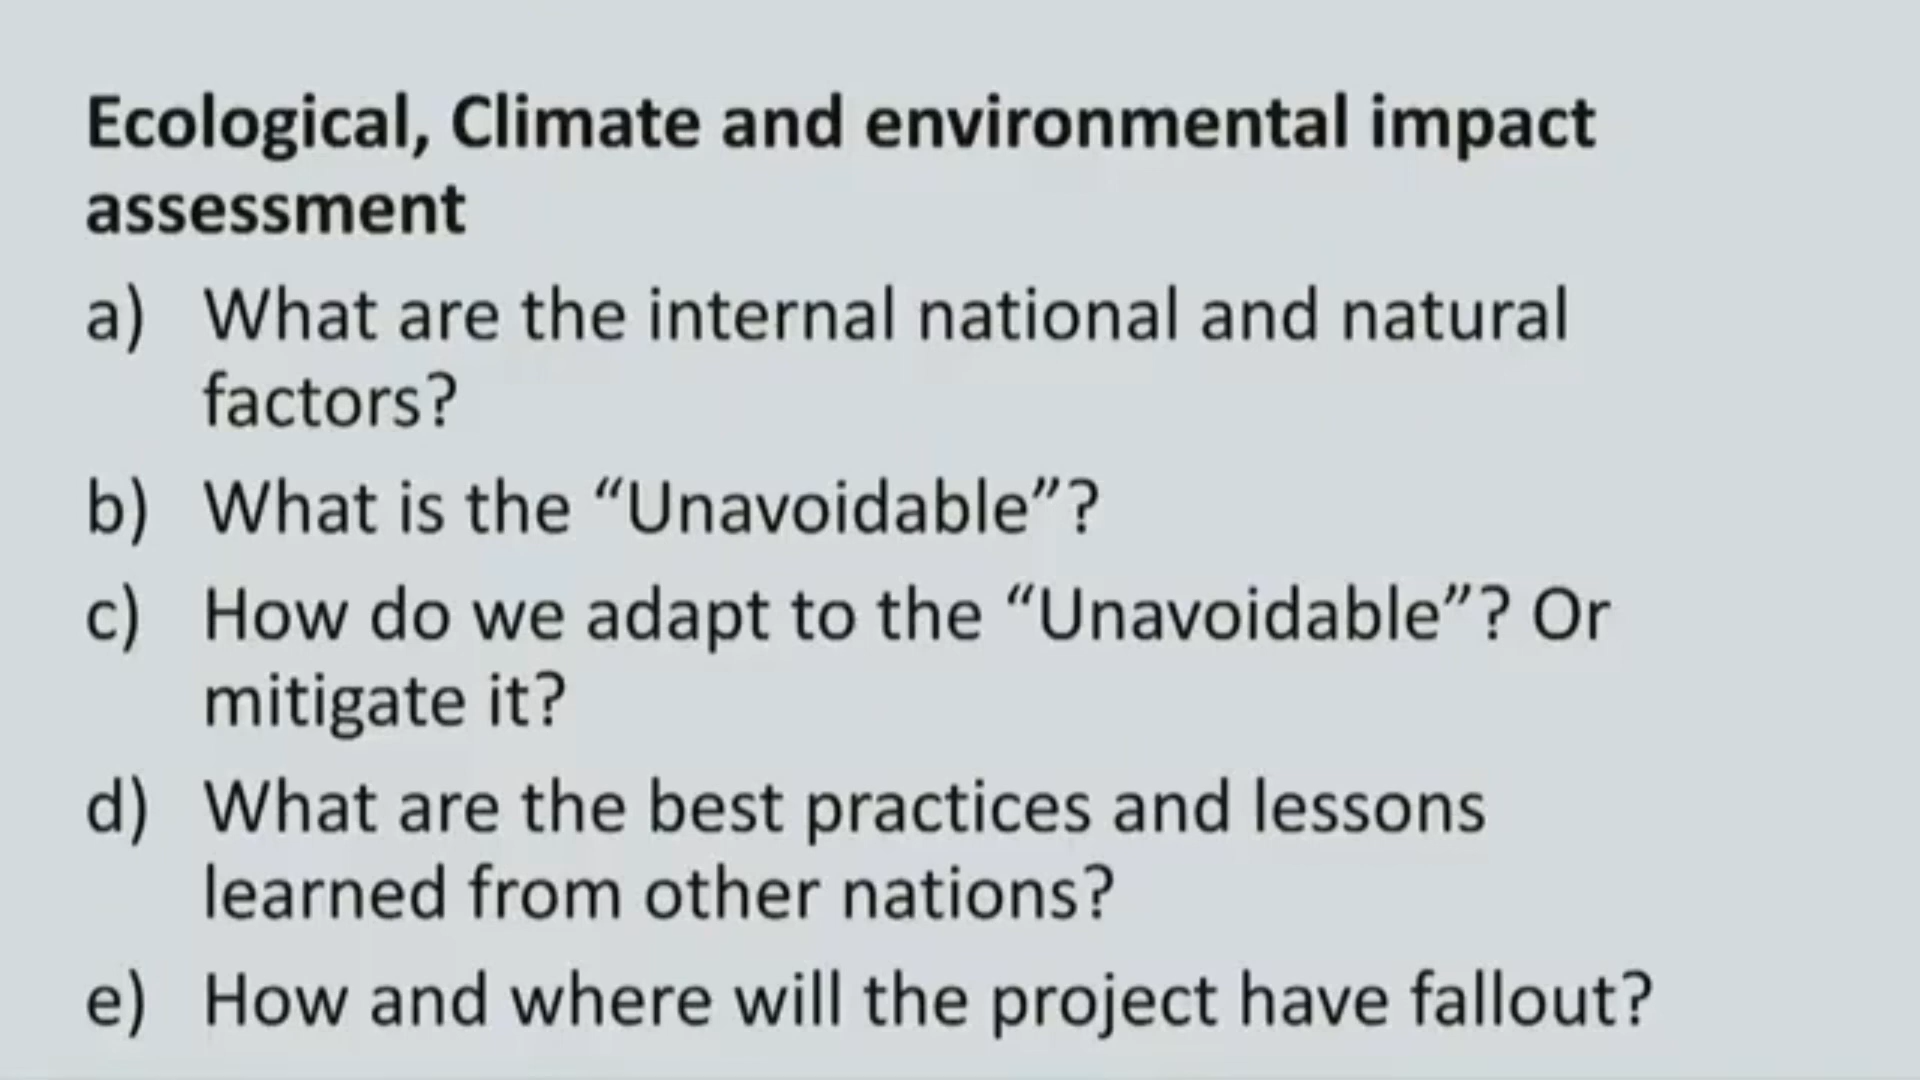 Ecological, Climate and environmental impact
assessment
a) What are the internal national and natural
factors?
b) What is the “Unavoidable”?
c) How do we adapt to the “Unavoidable”? Or
mitigate it?
d) What are the best practices and lessons
learned from other nations?
e) How and where will the project have fallout?